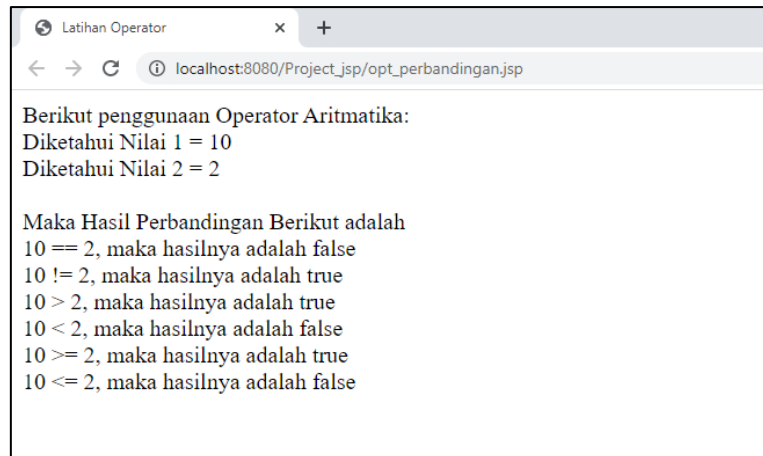 Latihan Operator
localhost:8080/Project_jsp/opt_perbandingan.jsp
Berikut penggunaan Operator Aritmatika:
Diketahui Nilai 1 = 10
Diketahui Nilai 2 = 2
Maka Hasil Perbandingan Berikut adalah
10 == 2, maka hasilnya adalah false
10 != 2, maka hasilnya adalah true
10 > 2, maka hasilnya adalah true
10 < 2, maka hasilnya adalah false
10 >= 2, maka hasilnya adalah true
10 <= 2, maka hasilnya adalah false